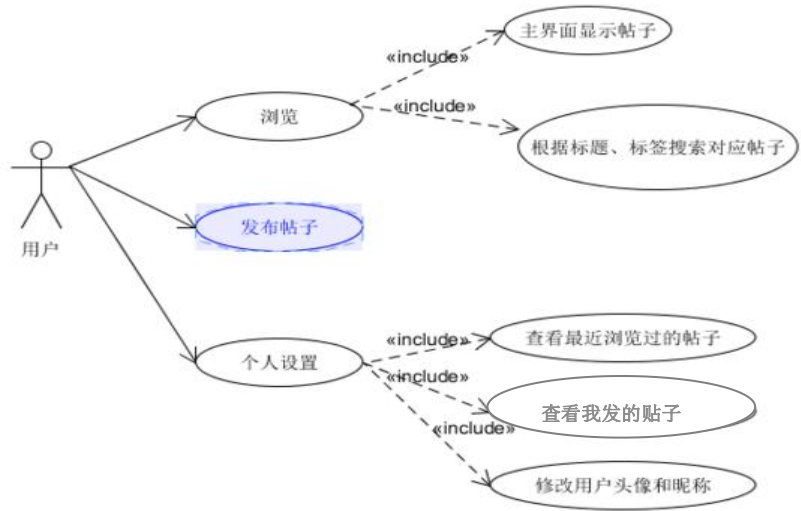 主界面显示帖子
«include»
浏览
«include»
根据标题、标签搜索对应帖子
发布帖子
用户
查看最近浏览过的帖子
«include»
个人设置
«include»
查看我发的贴子
«include»
修改用户头像和昵称